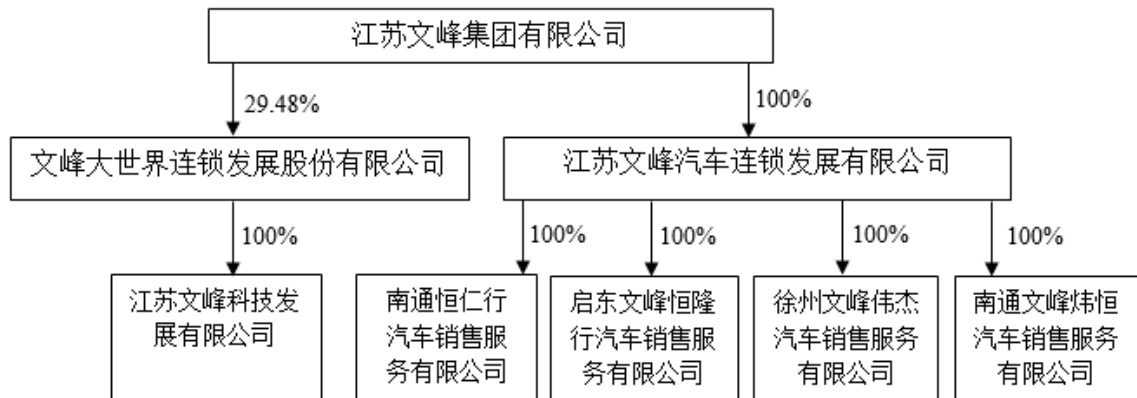 江苏文峰集团有限公司
29.48%
100%
文峰大世界连锁发展股份有限公司
江苏文峰汽车连锁发展有限公司
100%
100%
100%
100%
100%
江苏文峰科技发
展有限公司
南通恒仁行
汽车销售服
务有限公司
启东文峰恒隆
行汽车销售服
务有限公司
徐州文峰伟杰
汽车销售服务
有限公司
南通文峰炜恒
汽车销售服务
有限公司